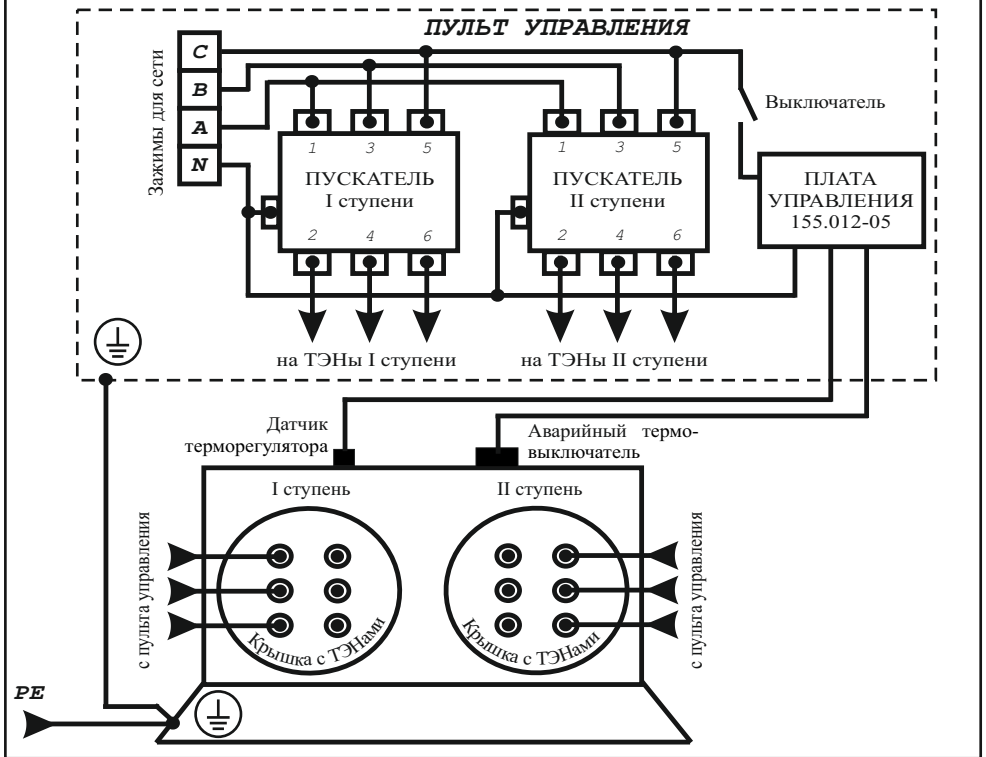 ПУЛЬТ УПРАВЛЕНИЯ
Зажимы для сети
C
B
A
N
Выключатель
1 3 5
ПУСКАТЕЛЬ
I ступени
2 4 6
1 3 5
ПУСКАТЕЛЬ
II ступени
2 4 6
ПЛАТА
УПРАВЛЕНИЯ
155.012-05
на ТЭНы I ступени
на ТЭНы II ступени
Датчик
терморегулятора
Аварийный термо-
выключатель
I ступень
II ступень
с пульта управления
Крышка с ТЭНами
Крышка с ТЭНами
с пульта управления
PE